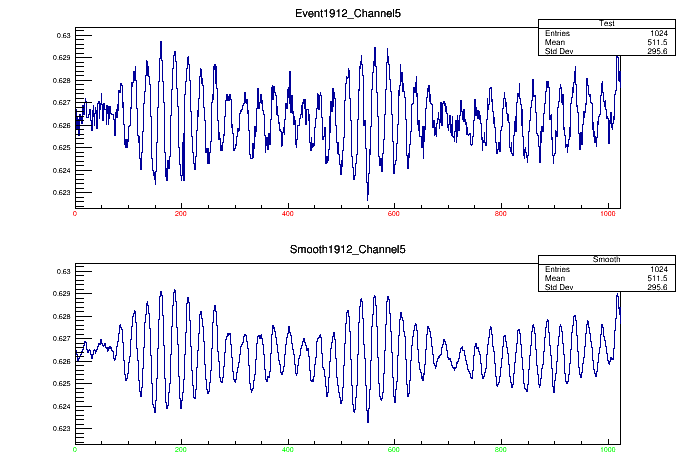 Event1912_Channel5
Test
Entries 1024
Mean 511.5
Std Dev 295.6
0.63
0.629
0.628
0.627
0.626
0.625
0.624
0.623
0 200 400 600 800 1000
Smooth1912_Channel5
Smooth
Entries 1024
Mean 511.5
Std Dev 295.6
0.63
0.629
0.628
0.627
0.626
0.625
0.624
0.623
0 200 400 600 800 1000